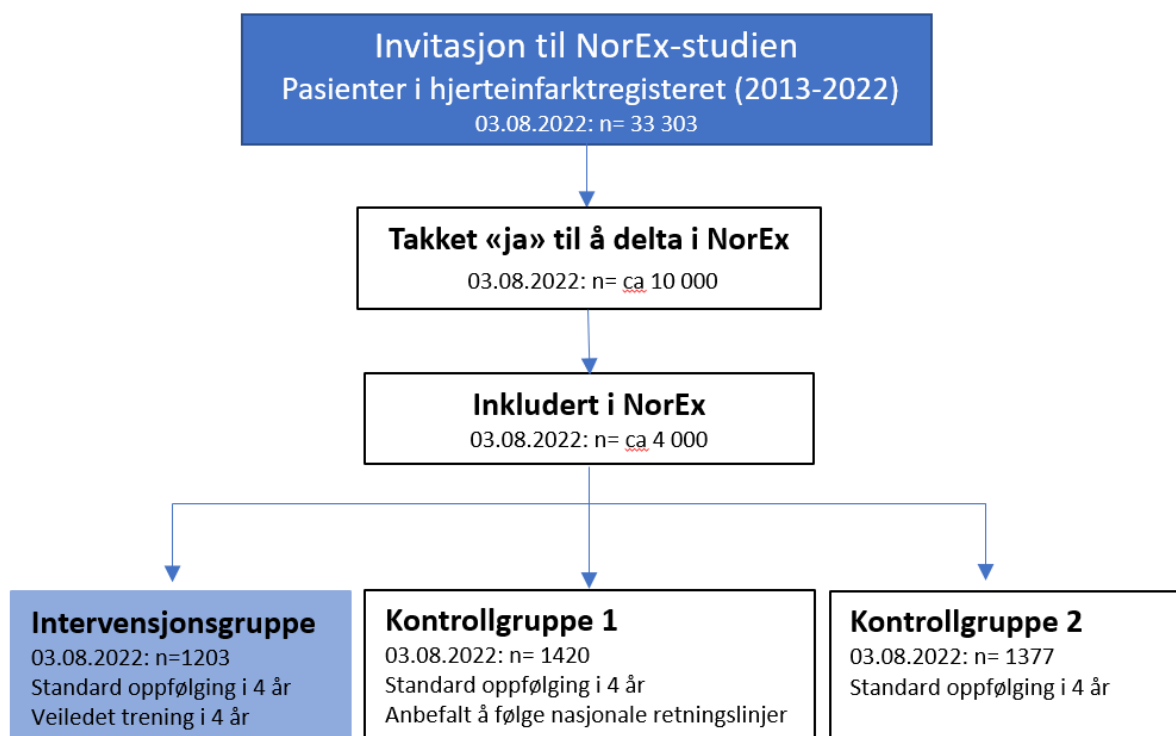 Invitasjon til NorEx-studien
Pasienter i hjerteinfarktregisteret (2013-2022)
03.08.2022: n= 33 303
Takket «ja» til å delta i NorEx
03.08.2022: n= ca 10 000
Inkludert i NorEx
03.08.2022: n= ca 4 000
Intervensjonsgruppe
03.08.2022: n=1203
Standard oppfølging i 4 år
Veiledet trening i 4 år
Kontrollgruppe 1
03.08.2022: n= 1420
Standard oppfølging i 4 år
Anbefalt å følge nasjonale retningslinjer
Kontrollgruppe 2
03.08.2022: n= 1377
Standard oppfølging i 4 år